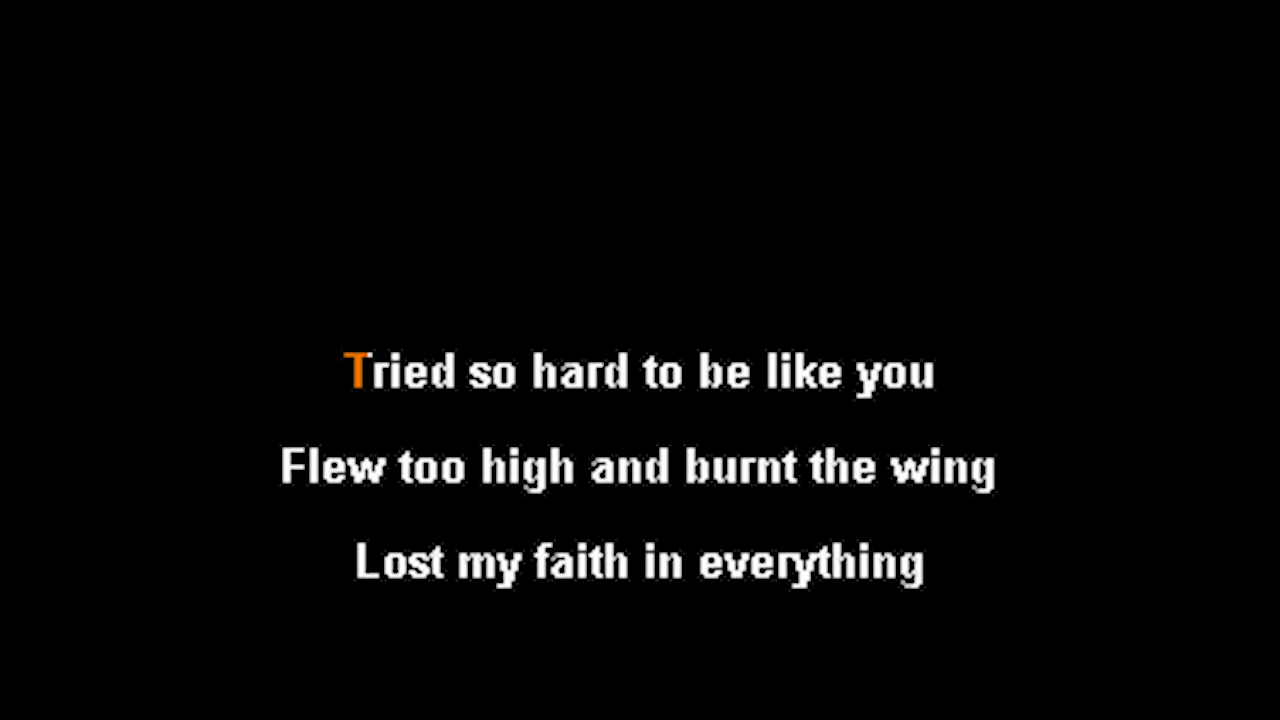 Tried so hard to be like you
Flew too high and burnt the wing
Lost my faith in everything